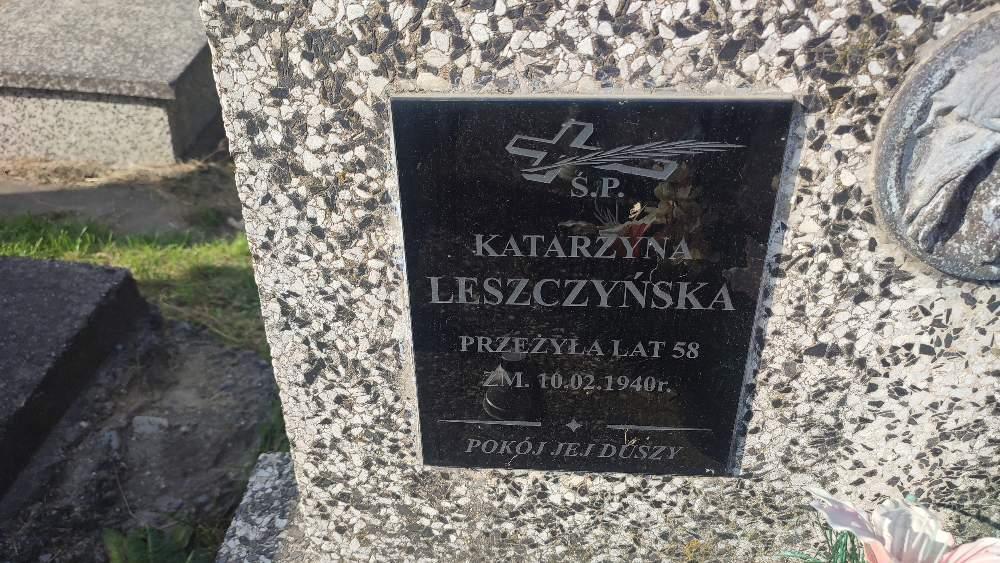 Ś.P.
KATARZYNA
LESZCZYŃSKA
PRZEŻYŁA LAT 58
ZM. 10.02.1940r.
POKÓJ JEJ DUSZY